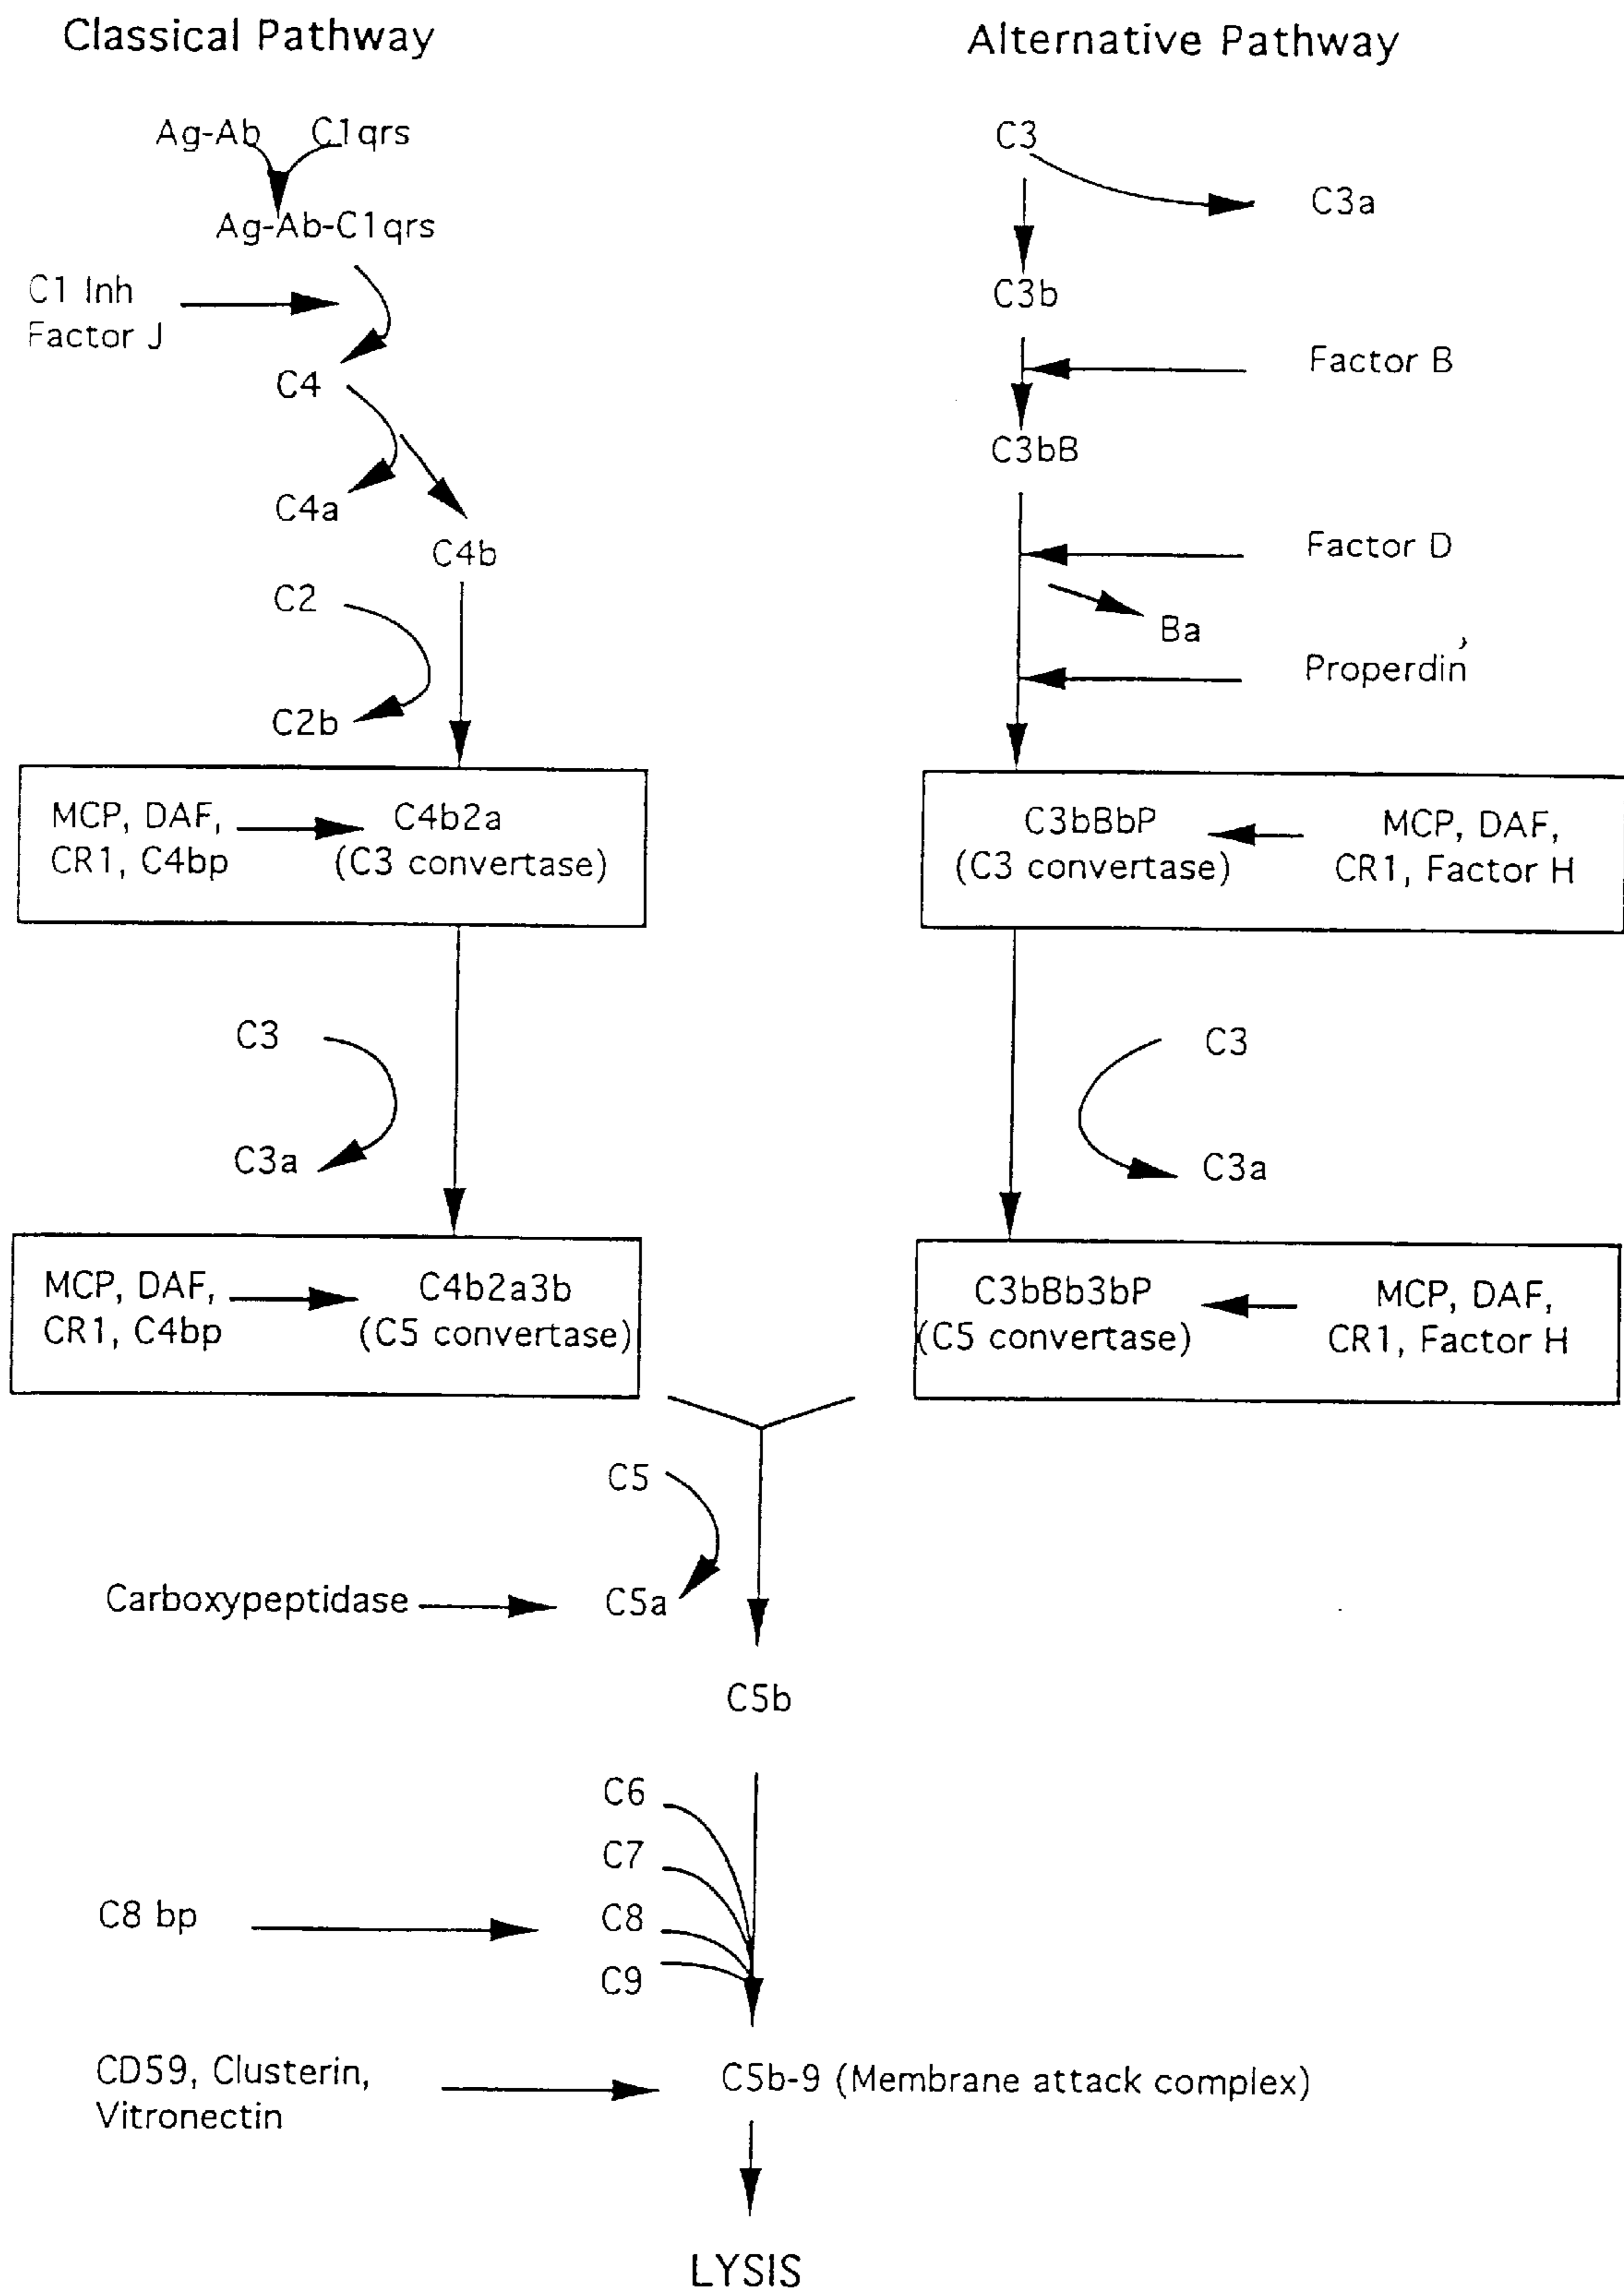 Classical Pathway
Alternative Pathway
Ag-Ab C1qrs
Ag-Ab-C1qrs
C1 Inh
Factor J
C4
C4a
C4b
C2
C2b
MCP, DAF,
CR1, C4bp
C4b2a
(C3 convertase)
C3
C3a
MCP, DAF,
CR1, C4bp
C4b2a3b
(C5 convertase)
C3
C3a
C3b
Factor B
C3bB
Factor D
Ba
Properdin
C3bBbP
(C3 convertase)
MCP, DAF,
CR1, Factor H
C3
C3a
C3bBb3bP
(C5 convertase)
MCP, DAF,
CR1, Factor H
C5
Carboxypeptidase
C5a
C5b
C6
C7
C8 bp
C8
C9
CD59, Clusterin,
Vitronectin
C5b-9 (Membrane attack complex)
LYSIS